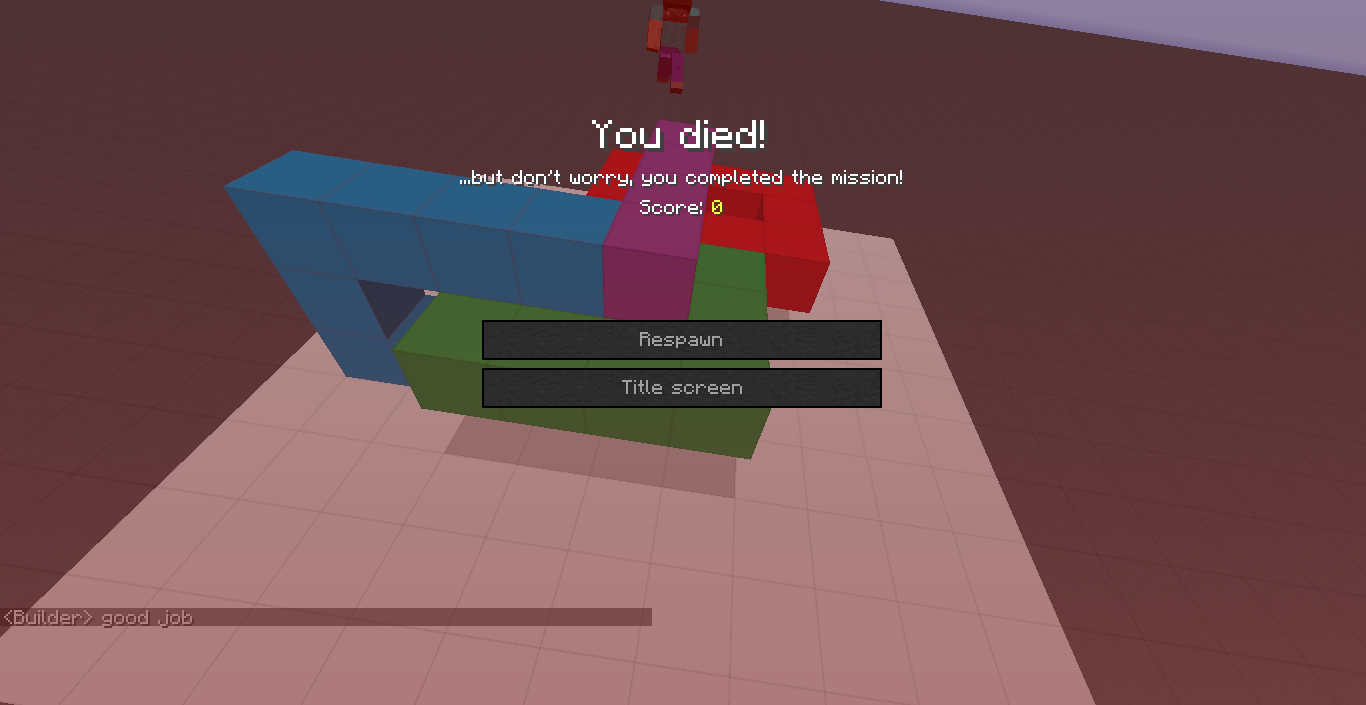 You died!
...but don't worry, you completed the mission!
Score: 0
Respawn
Title screen
<Builder> good job